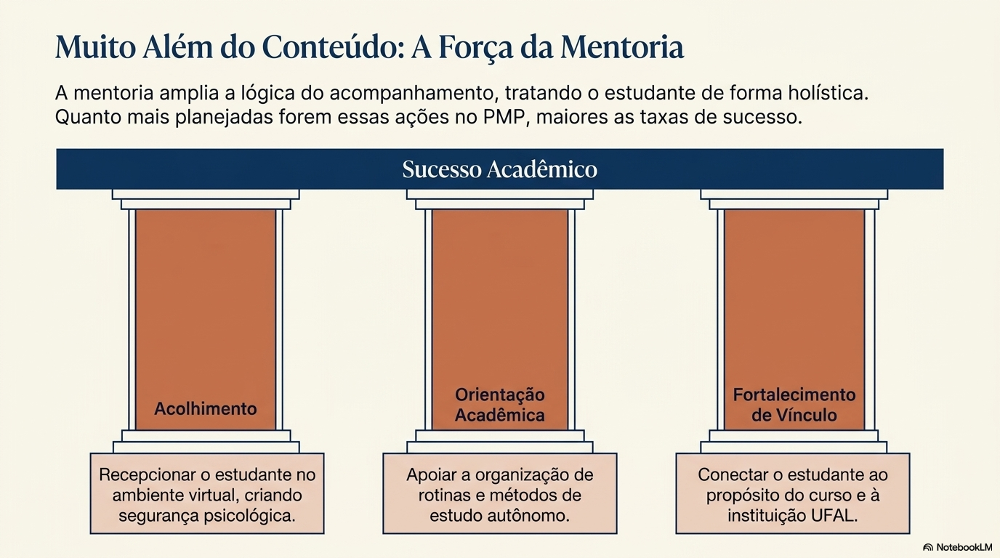 Muito Além do Conteúdo: A Força da Mentoria
A mentoria amplia a lógica do acompanhamento, tratando o estudante de forma holística.
Quanto mais planejadas forem essas ações no PMP, maiores as taxas de sucesso.
Sucesso Acadêmico
Acolhimento
Recepcionar o estudante no
ambiente virtual, criando
segurança psicológica.
Orientação
Acadêmica
Apoiar a organização de
rotinas e métodos de
estudo autônomo.
Fortalecimento
de Vínculo
Conectar o estudante ao
propósito do curso e à
instituição UFAL.
NotebookLM